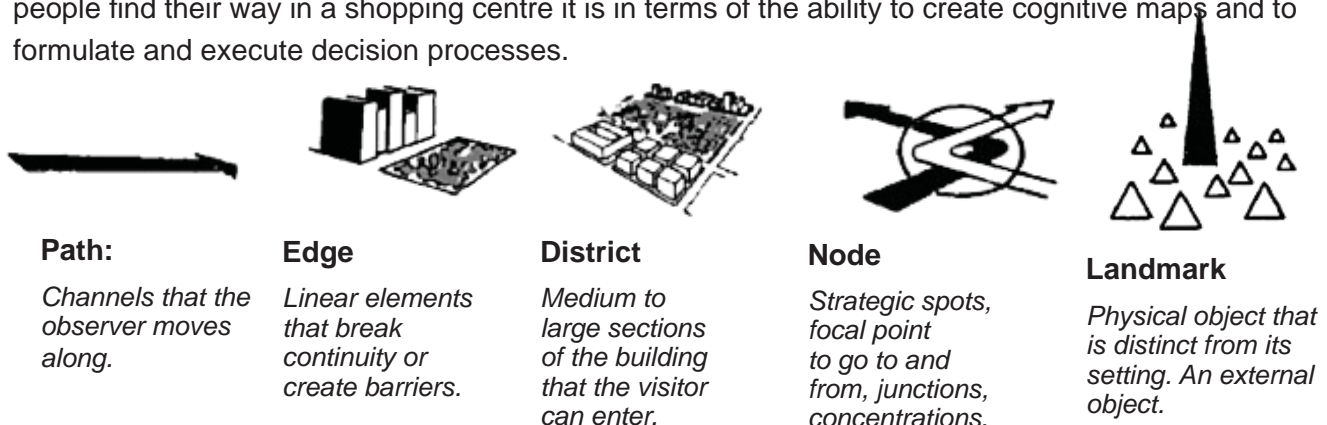 people find their way in a shopping centre it is in terms of the ability to create cognitive maps and to
formulate and execute decision processes.
Path:
Channels that the
observer moves
along.
Edge
Linear elements
that break
continuity or
create barriers.
District
Medium to
large sections
of the building
that the visitor
can enter.
Node
Strategic spots,
focal point
to go to and
from, junctions,
concentrations.
Landmark
Physical object that
is distinct from its
setting. An external
object.